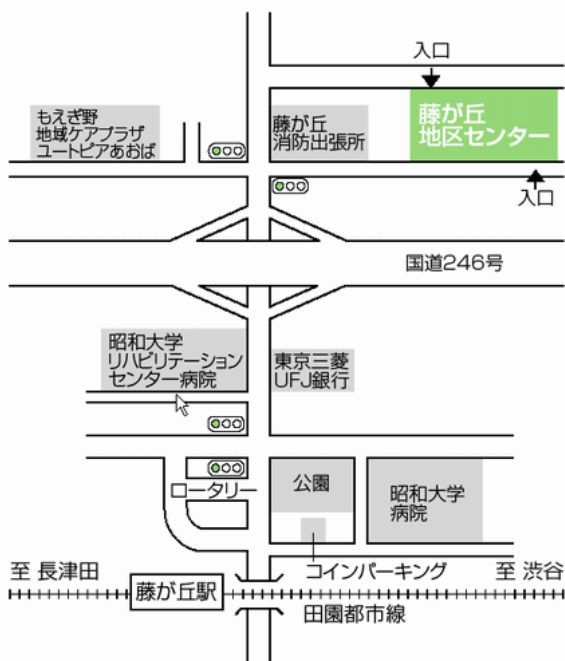 入口
もえぎ野
地域ケアプラザ
ユートピアあおば
藤が丘
消防出張所
藤が丘
地区センター
入口
国道246号
昭和大学
リハビリテーション
センター病院
東京三菱
UFJ銀行
ロータリー
公園
昭和大学
病院
コインパーキング
至 長津田
至 渋谷
藤が丘駅
田園都市線